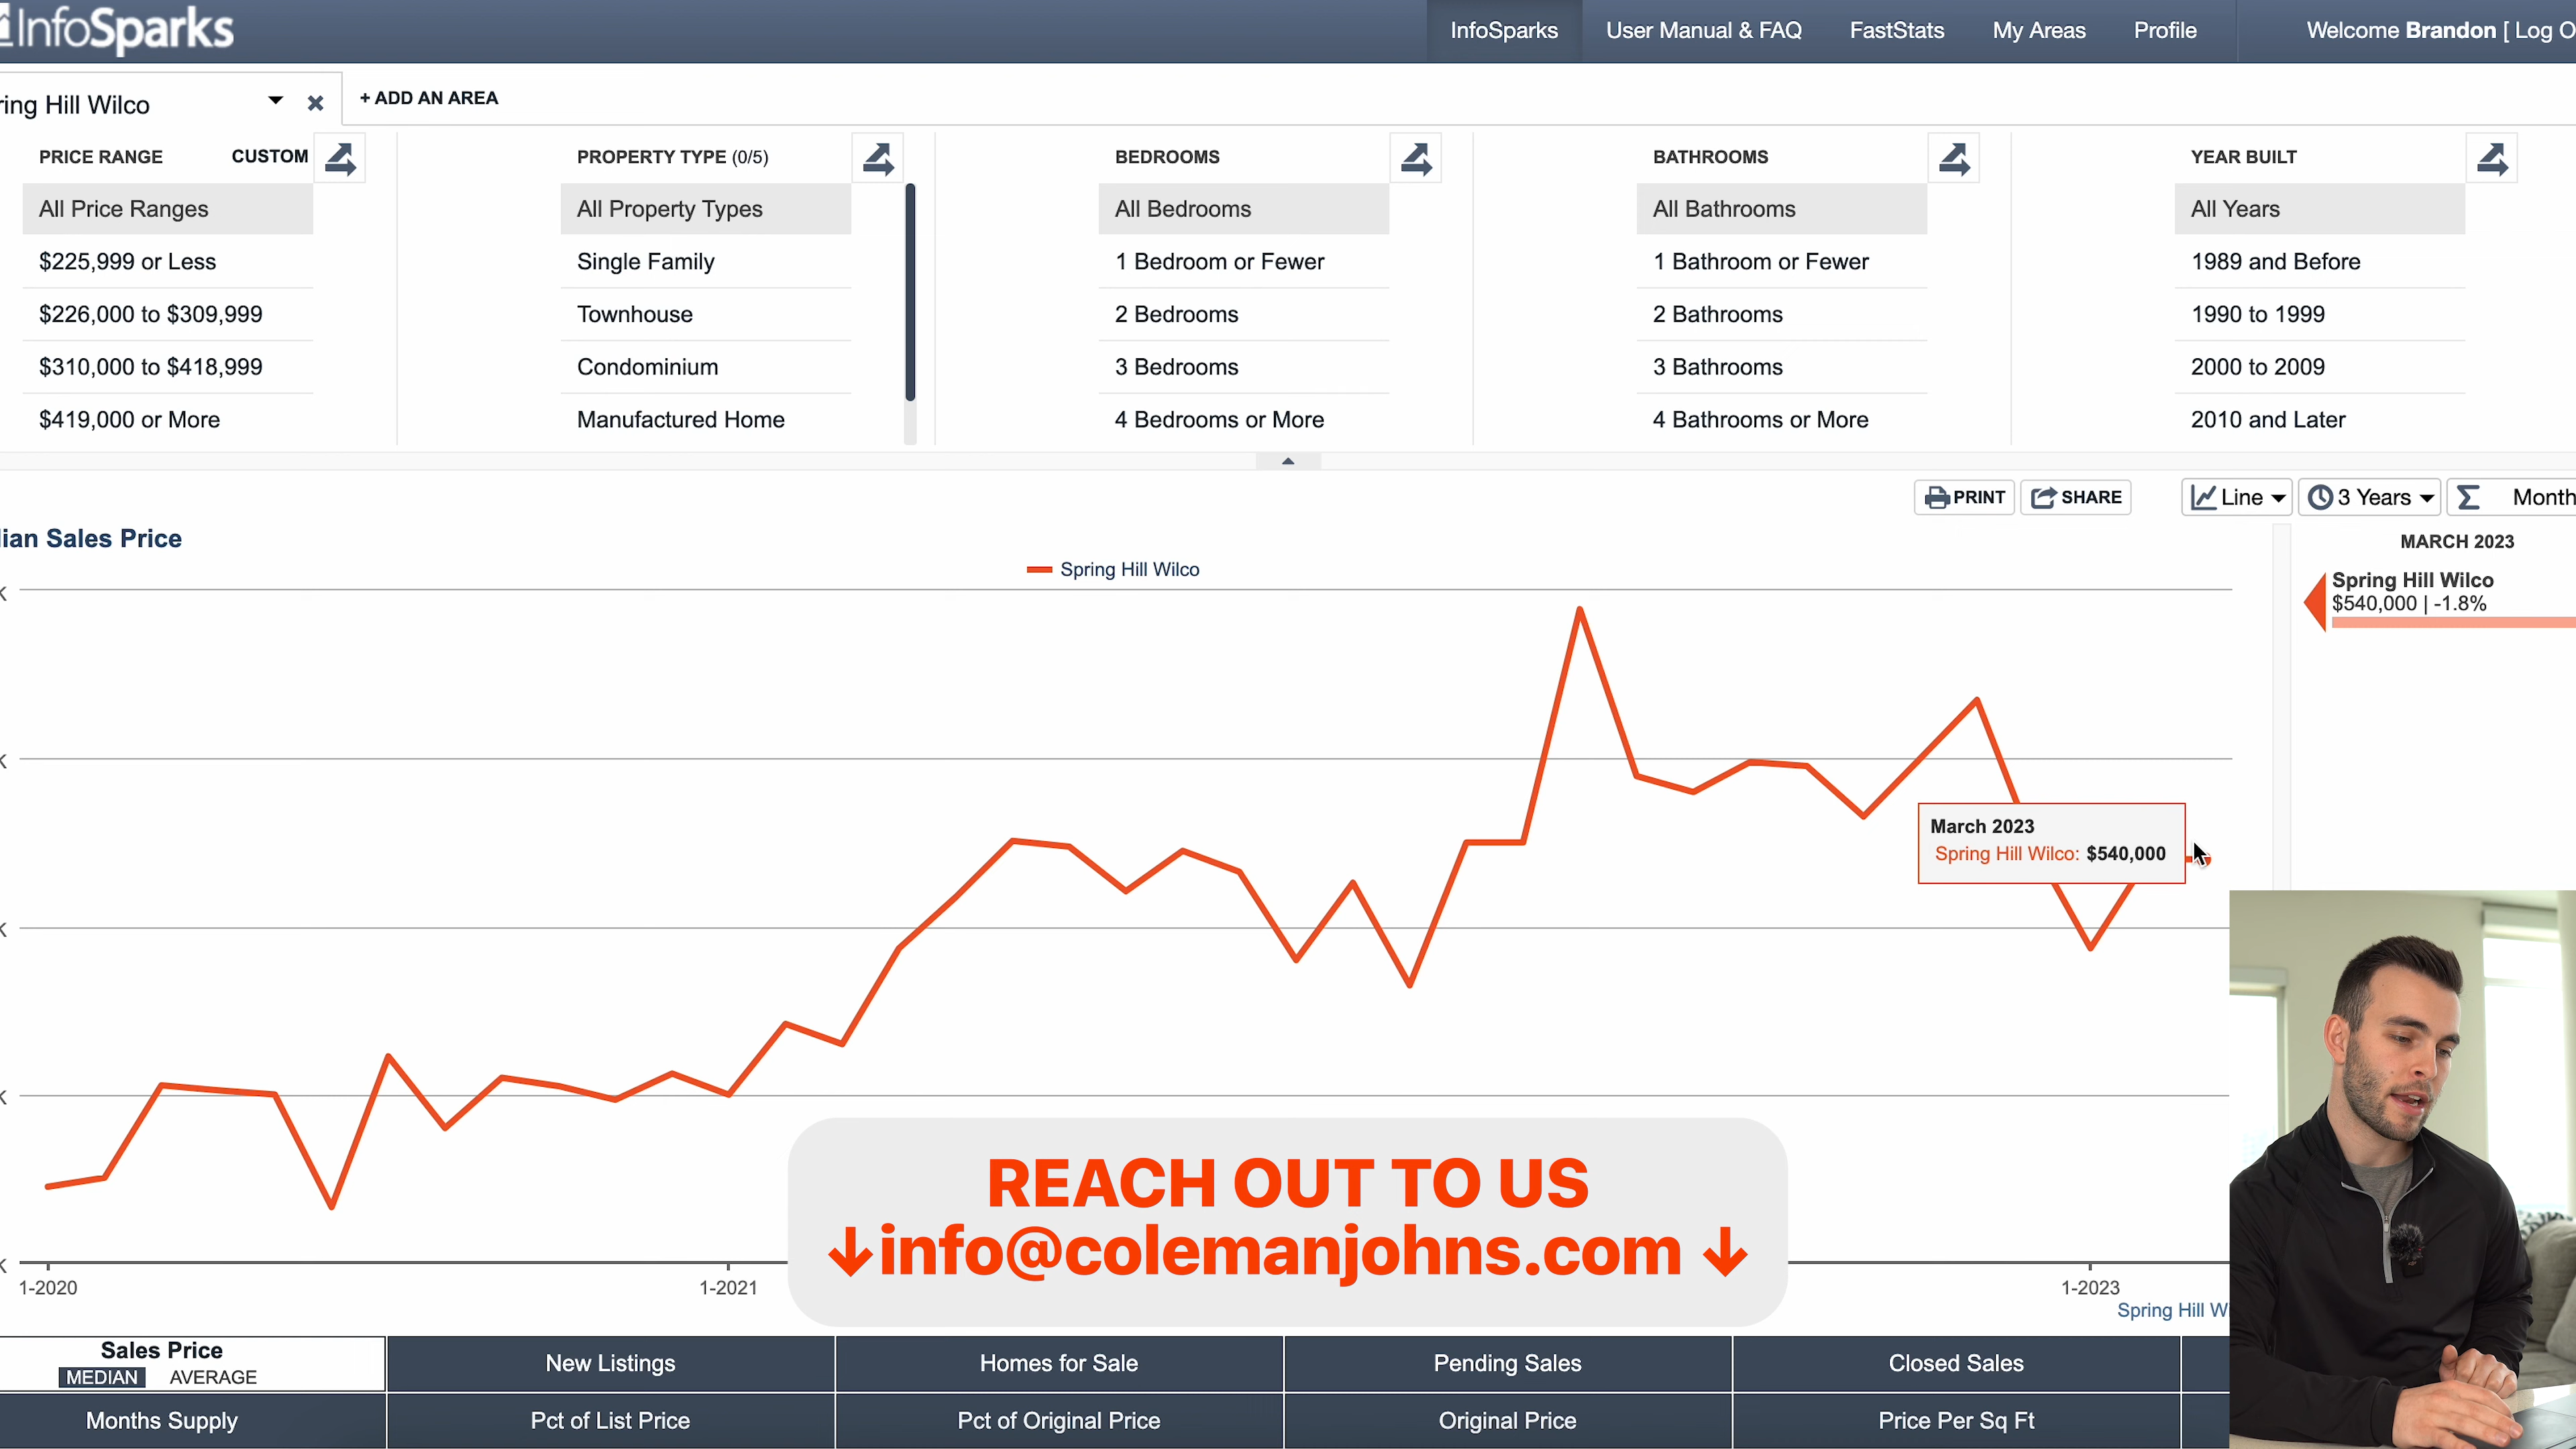 InfoSparks
InfoSparks
User Manual & FAQ
FastStats
My Areas
Profile
Welcome Brandon [ Log O
ring Hill Wilco
+ ADD AN AREA
PRICE RANGE CUSTOM
All Price Ranges
$225,999 or Less
$226,000 to $309,999
$310,000 to $418,999
$419,000 or More
PROPERTY TYPE (0/5)
All Property Types
Single Family
Townhouse
Condominium
Manufactured Home
BEDROOMS
All Bedrooms
1 Bedroom or Fewer
2 Bedrooms
3 Bedrooms
4 Bedrooms or More
BATHROOMS
All Bathrooms
1 Bathroom or Fewer
2 Bathrooms
3 Bathrooms
4 Bathrooms or More
YEAR BUILT
All Years
1989 and Before
1990 to 1999
2000 to 2009
2010 and Later
PRINT
SHARE
Line
3 Years
Month
ian Sales Price
Spring Hill Wilco
MARCH 2023
Spring Hill Wilco
$540,000 | -1.8%
K
K
K
K
K
March 2023
Spring Hill Wilco: $540,000
1-2020
1-2021
1-2023
Spring Hill W
REACH OUT TO US
↓info@colemanjohns.com ↓
Sales Price
MEDIAN AVERAGE
New Listings
Homes for Sale
Pending Sales
Closed Sales
Months Supply
Pct of List Price
Pct of Original Price
Original Price
Price Per Sq Ft